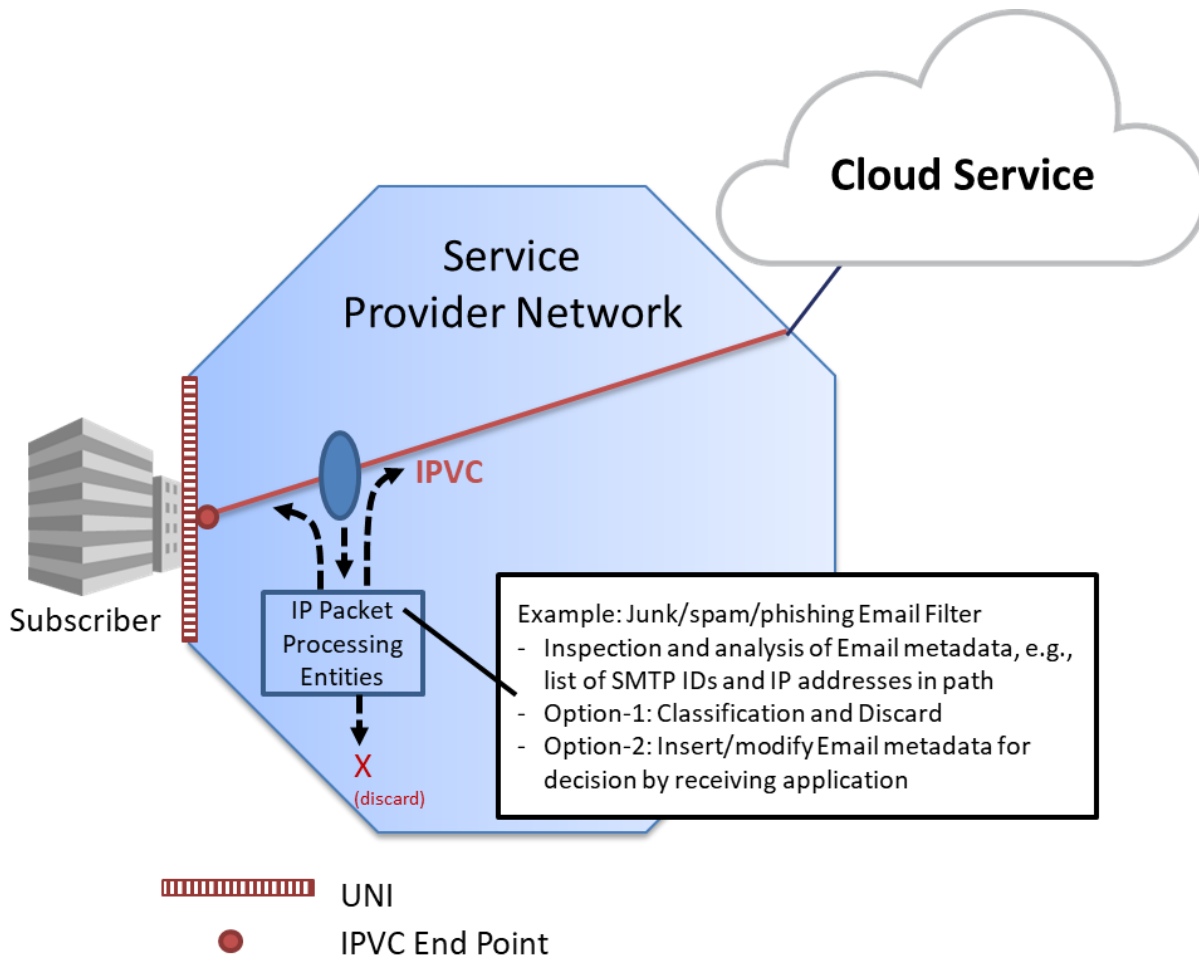 Cloud Service
Service
Provider Network
IPVC
Subscriber
IP Packet
Processing
Entities
X
(discard)
Example: Junk/spam/phishing Email Filter
- Inspection and analysis of Email metadata, e.g.,
list of SMTP IDs and IP addresses in path
- Option-1: Classification and Discard
- Option-2: Insert/modify Email metadata for
decision by receiving application
UNI
IPVC End Point